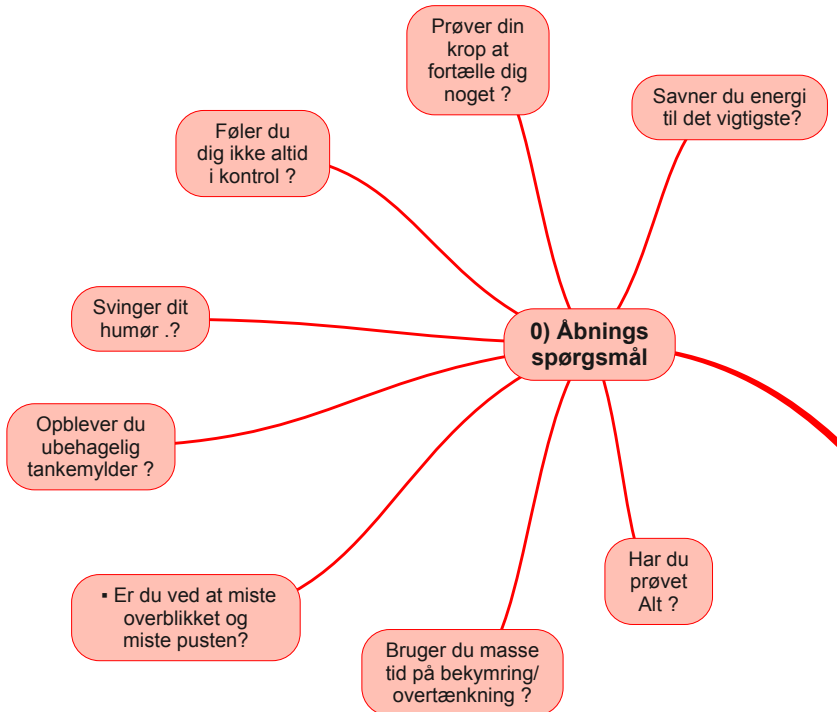 Prøver din
krop at
fortælle dig
noget ?
Savner du energi
til det vigtigste?
Føler du
dig ikke altid
i kontrol ?
Svinger dit
humør .?
0) Åbnings
spørgsmål
Opblever du
ubehagelig
tankemylder ?
▪ Er du ved at miste
overblikket og
miste pusten?
Har du
prøvet
Alt ?
Bruger du masse
tid på bekymring/
overtænkning ?